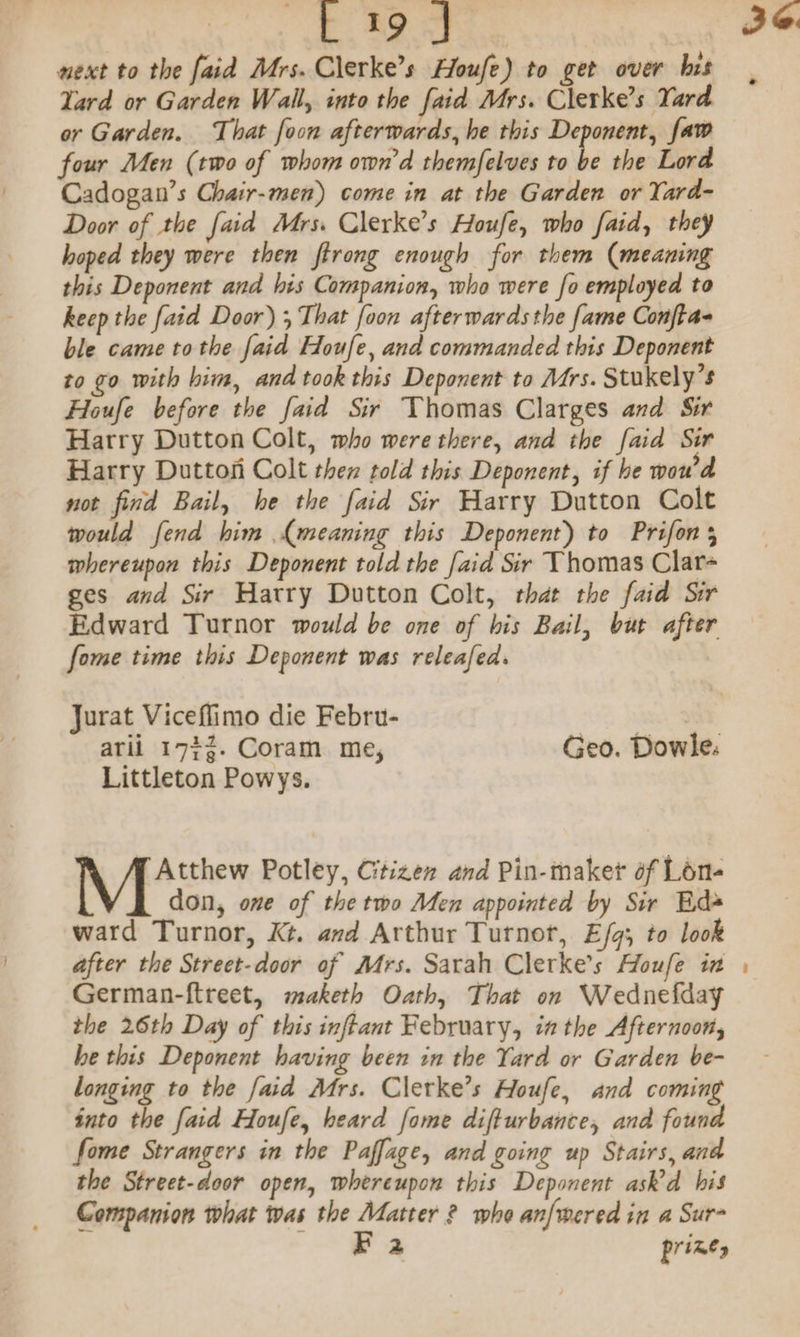 [ 19 ]
36.
next to the ſaid Mrs. Clerke's Houſe) to get over his
Yard or Garden Wall, into the ſaid Mrs. Clerke's Yard
or Garden. That ſoon afterwards, he this Deponent, ſaw
four Men (two of whom own'd themſelves to be the Lord
Cadogan's Chair-men) come in at the Garden or Yard-
Door of the ſaid Mrs. Clerke's Houſe, who ſaid, they
hoped they were then ſtrong enough for them (meaning
this Deponent and his Companion, who were ſo employed to
keep the ſaid Door); That ſoon afterwards the ſame Conſta-
ble came to the ſaid Houſe, and commanded this Deponent
to go with him, and took this Deponent to Mrs. Stukely's
Houſe before the ſaid Sir Thomas Clarges and Sir
Harry Dutton Colt, who were there, and the ſaid Sir
Harry Dutton Colt then told this Deponent, if he wou'd
not find Bail, he the ſaid Sir Harry Dutton Colt
would ſend him (meaning this Deponent) to Priſon;
whereupon this Deponent told the ſaid Sir Thomas Clar-
ges and Sir Harry Dutton Colt, that the ſaid Sir
Edward Turnor would be one of his Bail, but after
ſome time this Deponent was releaſed.
Jurat Viceſſimo die Febru-
arii 17 Coram me, Geo. Dowle.
Littleton Powys.
MAtthew Potley, Citizen and Pin-maker of Lon-
don, one of the two Men appointed by Sir Ed-
ward Turnor, Kt. and Arthur Turnor, Eſq; to look
after the Street-door of Mrs. Sarah Clerke's Houſe in
German-ſtreet, maketh Oath, That on Wedneſday
the 26th Day of this inſtant February, in the Afternoon,
he this Deponent having been in the Yard or Garden be-
longing to the ſaid Mrs. Clerke's Houſe, and coming
into the ſaid Houſe, heard ſome diſturbance, and found
ſome Strangers in the Paſſage, and going up Stairs, and
the Street-door open, whereupon this Deponent ask'd his
Companion what was the Matter? who anſwered in a Sur-
F 2 prize,